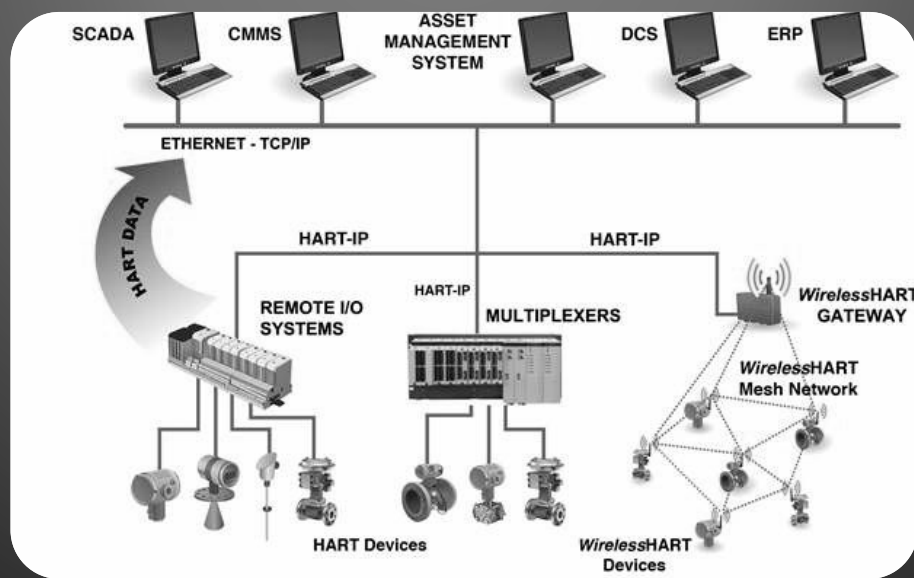 SCADA
CMMS
ASSET
MANAGEMENT
SYSTEM
DCS
ERP
ETHERNET - TCP/IP
HART DATA
HART-IP
HART-IP
HART-IP
REMOTE I/O
SYSTEMS
MULTIPLEXERS
WirelessHART
GATEWAY
WirelessHART
Mesh Network
HART Devices
WirelessHART
Devices